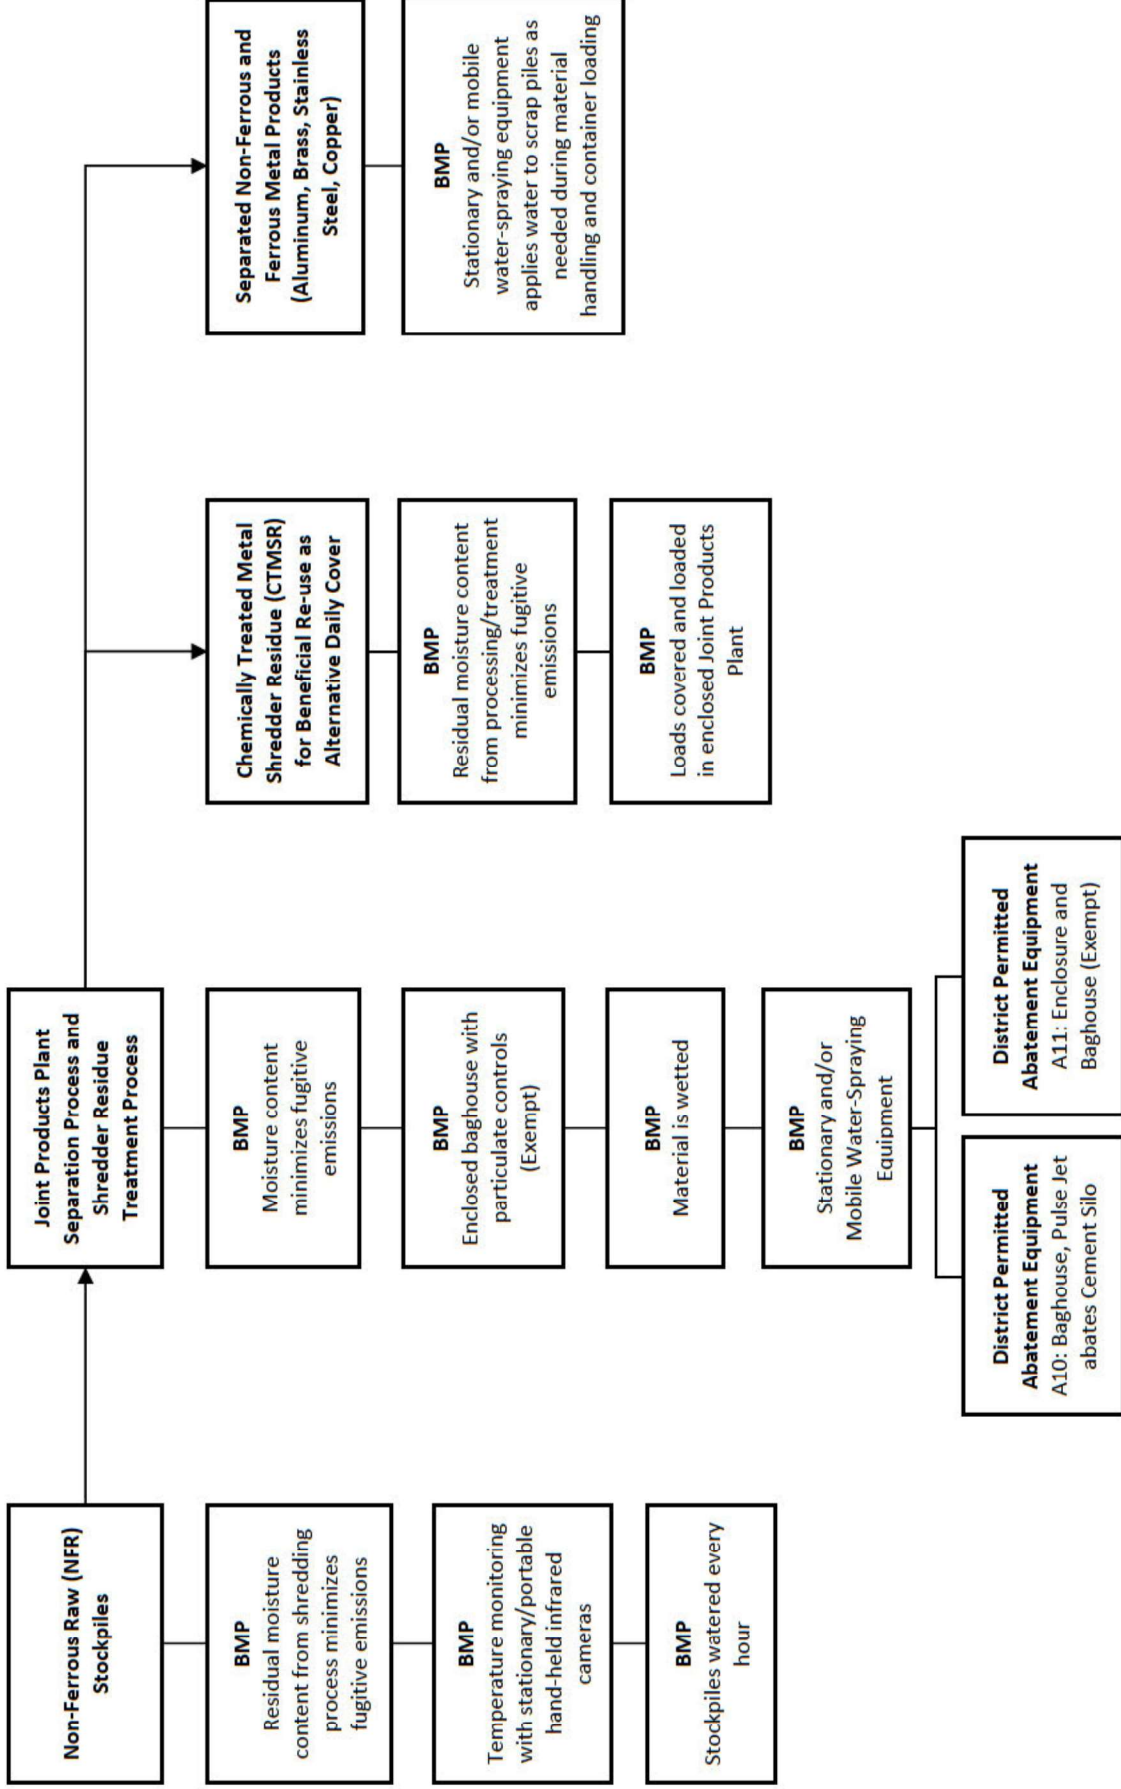 Non-Ferrous Raw (NFR)
Stockpiles
BMP
Residual moisture
content from shredding
process minimizes
fugitive emissions
BMP
Temperature monitoring
with stationary/portable
hand-held infrared
cameras
BMP
Stockpiles watered every
hour
Joint Products Plant
Separation Process and
Shredder Residue
Treatment Process
BMP
Moisture content
minimizes fugitive
emissions
BMP
Enclosed baghouse with
particulate controls
(Exempt)
BMP
Material is wetted
BMP
Stationary and/or
Mobile Water-Spraying
Equipment
District Permitted
Abatement Equipment
A10: Baghouse, Pulse Jet
abates Cement Silo
District Permitted
Abatement Equipment
A11: Enclosure and
Baghouse (Exempt)
Chemically Treated Metal
Shredder Residue (CTMSR)
for Beneficial Re-use as
Alternative Daily Cover
BMP
Residual moisture content
from processing/treatment
minimizes fugitive
emissions
BMP
Loads covered and loaded
in enclosed Joint Products
Plant
Separated Non-Ferrous and
Ferrous Metal Products
(Aluminum, Brass, Stainless
Steel, Copper)
BMP
Stationary and/or mobile
water-spraying equipment
applies water to scrap piles as
needed during material
handling and container loading